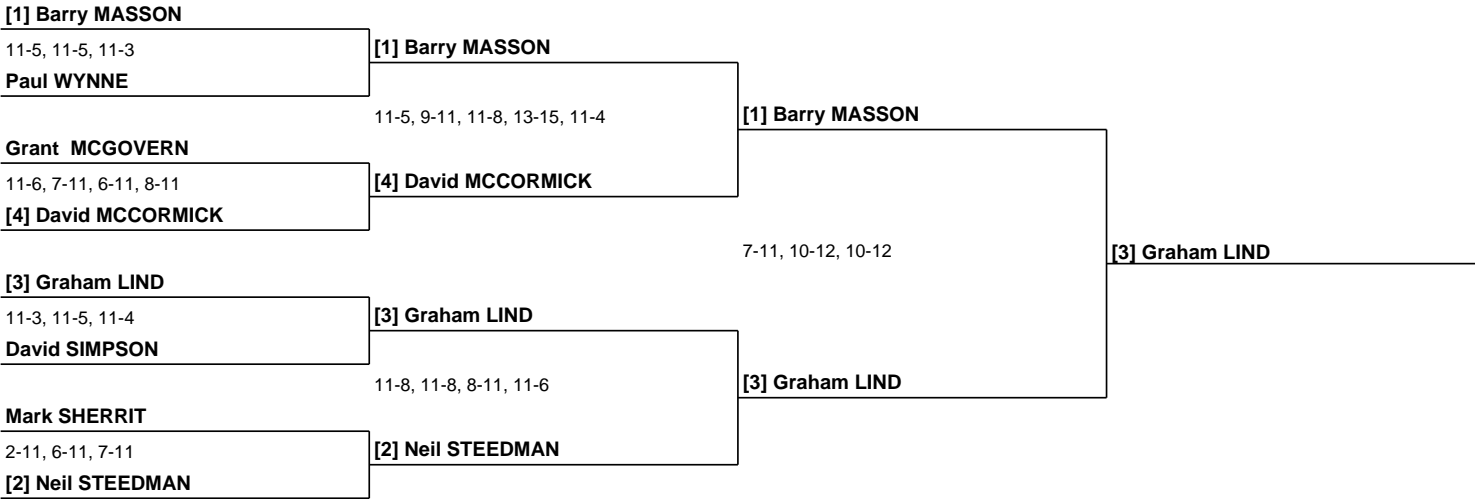 [1] Barry MASSON
11-5, 11-5, 11-3
Paul WYNNE
Grant  MCGOVERN
11-6, 7-11, 6-11, 8-11
[4] David MCCORMICK
[3] Graham LIND
11-3, 11-5, 11-4
David SIMPSON
Mark SHERRIT
2-11, 6-11, 7-11
[2] Neil STEEDMAN
[1] Barry MASSON
11-5, 9-11, 11-8, 13-15, 11-4
[4] David MCCORMICK
[3] Graham LIND
11-8, 11-8, 8-11, 11-6
[2] Neil STEEDMAN
[1] Barry MASSON
7-11, 10-12, 10-12
[3] Graham LIND
[3] Graham LIND